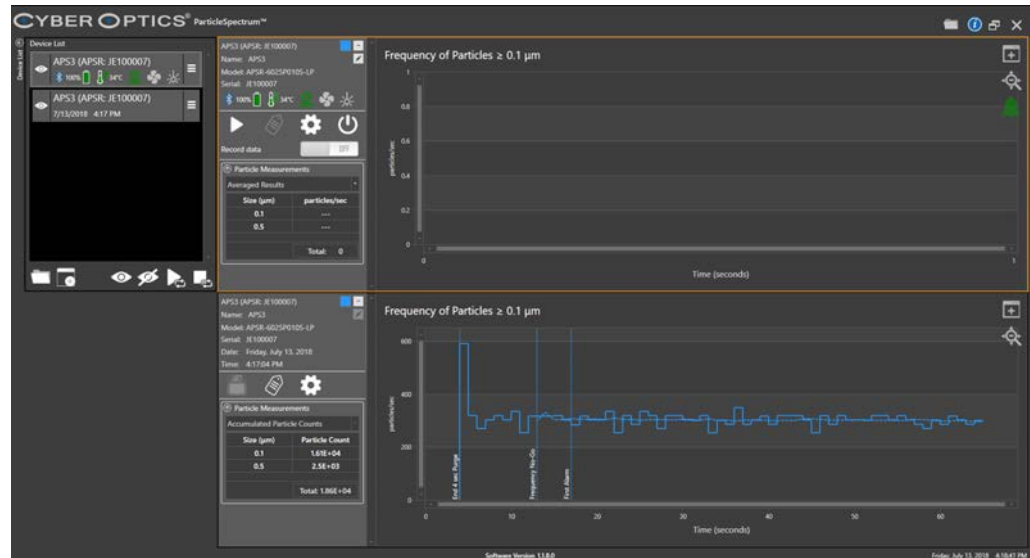 CYBEROPTICS® ParticleSpectrum™
Device List
Device List
APS3 (APSR: JE100007)
100% 34°C
APS3 (APSR: JE100007)
7/13/2018 4:17 PM
APS3 (APSR: JE100007)
Name: APS3
Model: APSR-602SP0105-LP
Serial: JE100007
100% 34°C
Record data OFF
Particle Measurements
Averaged Results
Size (µm) particles/sec
0.1 ---
0.5 ---
Total: 0
Frequency of Particles ≥ 0.1 µm
particles/sec
1
0.8
0.6
0.4
0.2
0
0 1
Time (seconds)
APS3 (APSR: JE100007)
Name: APS3
Model: APSR-602SP0105-LP
Serial: JE100007
Date: Friday, July 13, 2018
Time: 4:17:04 PM
Particle Measurements
Accumulated Particle Counts
Size (µm) Particle Count
0.1 1.61E+04
0.5 2.5E+03
Total: 1.86E+04
Frequency of Particles ≥ 0.1 µm
particles/sec
600
400
200
0
End 4 sec Purge
Frequency No-Go
First Alarm
0 10 20 30 40 50 60
Time (seconds)
Software Version 1.1.8.0
Friday, July 13, 2018 4:18:41 PM